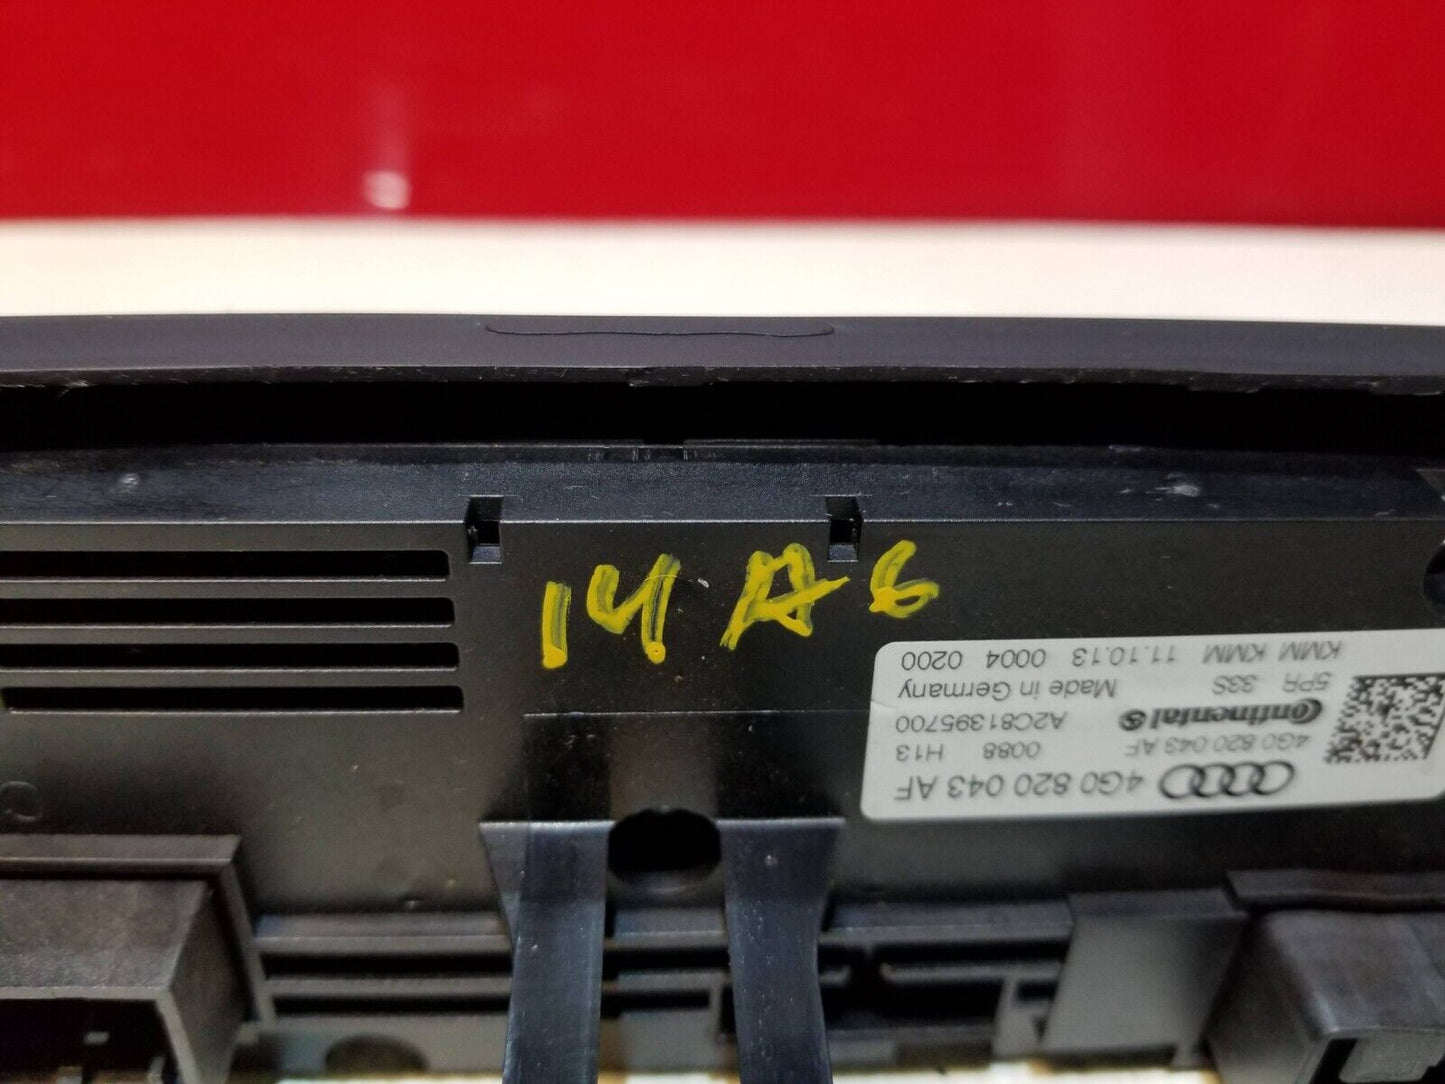 14 A6
4G0 820 043 AF
4G0 820 043 AF 0088 H13
Continental A2C81395700
5PR 33S Made in Germany
KMM KMM 11.10.13 0004 0200